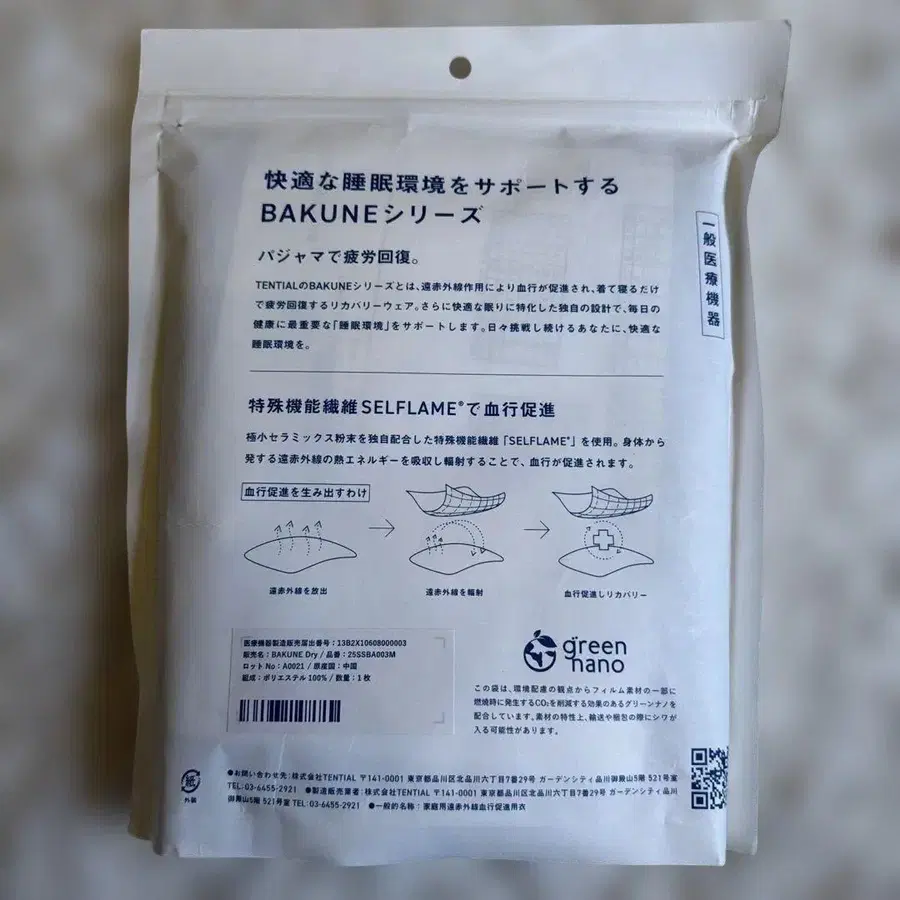 快適な睡眠環境をサポートする
BAKUNEシリーズ
パジャマで疲労回復。
TENTIALのBAKUNEシリーズとは、遠赤外線作用により血行が促進され、着て寝るだけ
で疲労回復するリカバリーウェア。さらに快適な眠りに特化した独自の設計で、毎日の
健康に最重要な「睡眠環境」をサポートします。日々挑戦し続けるあなたに、快適な
睡眠環境を。
一般医療機器
特殊機能繊維SELFLAME®で血行促進
極小セラミックス粉末を独自配合した特殊機能繊維「SELFLAME®」を使用。身体から
発する遠赤外線の熱エネルギーを吸収し輻射することで、血行が促進されます。
血行促進を生み出すわけ
遠赤外線を放出
遠赤外線を輻射
血行促進しリカバリー
医療機器製造販売届出番号：13B2X10608000003
販売名：BAKUNE Dry / 品番：25SSBA003M
ロットNo：A0021 / 原産国：中国
組成：ポリエステル100% / 数量：1枚
green
nano
この袋は、環境配慮の観点からフィルム素材の一部に
燃焼時に発生するCO₂を削減する効果のあるグリーンナノを
配合しています。素材の特性上、輸送や梱包の際にシワが
入る可能性があります。
紙
外装
●お問い合わせ先：株式会社TENTIAL 〒141-0001 東京都品川区北品川六丁目7番29号 ガーデンシティ品川御殿山5階 521号室
TEL:03-6455-2921 ●製造販売業者：株式会社TENTIAL 〒141-0001 東京都品川区北品川六丁目7番29号 ガーデンシティ品川
御殿山5階 521号室 TEL:03-6455-2921 ●一般的名称：家庭用遠赤外線血行促進用衣